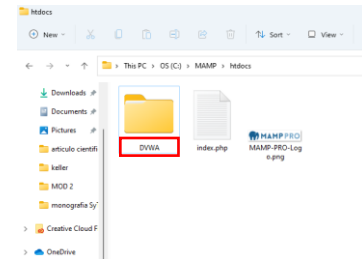 htdocs
New
Sort
View
This PC > OS (C:) > MAMP > htdocs
Downloads
Documents
Pictures
articulo cientifi
keller
MOD 2
monografia Sy
Creative Cloud F
OneDrive
DVWA
index.php
MAMP PRO
MAMP-PRO-Log
o.png